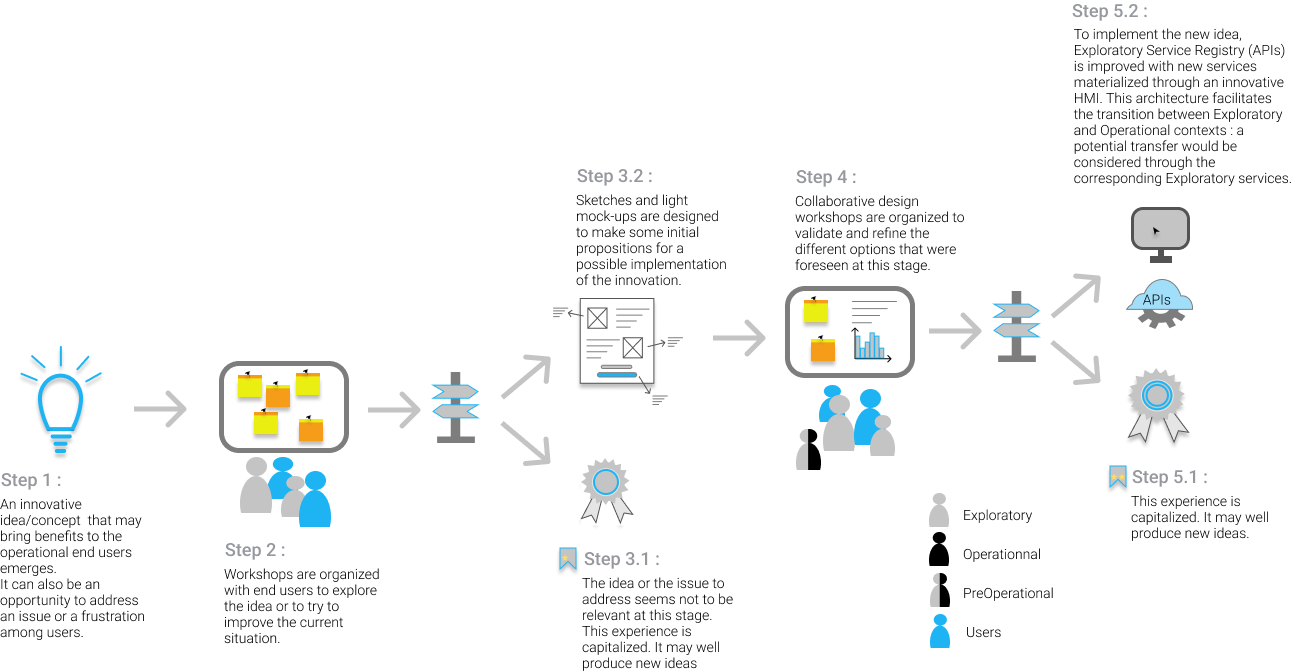 Step 1 :
An innovative
idea/concept  that may
bring benefits to the
operational end users
emerges.
It can also be an
opportunity to address
an issue or a frustration
among users.
Step 2 :
Workshops are organized
with end users to explore
the idea or to try to
improve the current
situation.
Step 3.2 :
Sketches and light
mock-ups are designed
to make some initial
propositions for a
possible implementation
of the innovation.
Step 3.1 :
The idea or the issue to
address seems not to be
relevant at this stage.
This experience is
capitalized. It may well
produce new ideas
Step 4 :
Collaborative design
workshops are organized to
validate and refine the
different options that were
foreseen at this stage.
Step 5.2 :
To implement the new idea,
Exploratory Service Registry (APIs)
is improved with new services
materialized through an innovative
HMI. This architecture facilitates
the transition between Exploratory
and Operational contexts : a
potential transfer would be
considered through the
corresponding Exploratory services.
APIs
Step 5.1 :
This experience is
capitalized. It may well
produce new ideas.
Exploratory
Operationnal
PreOperational
Users